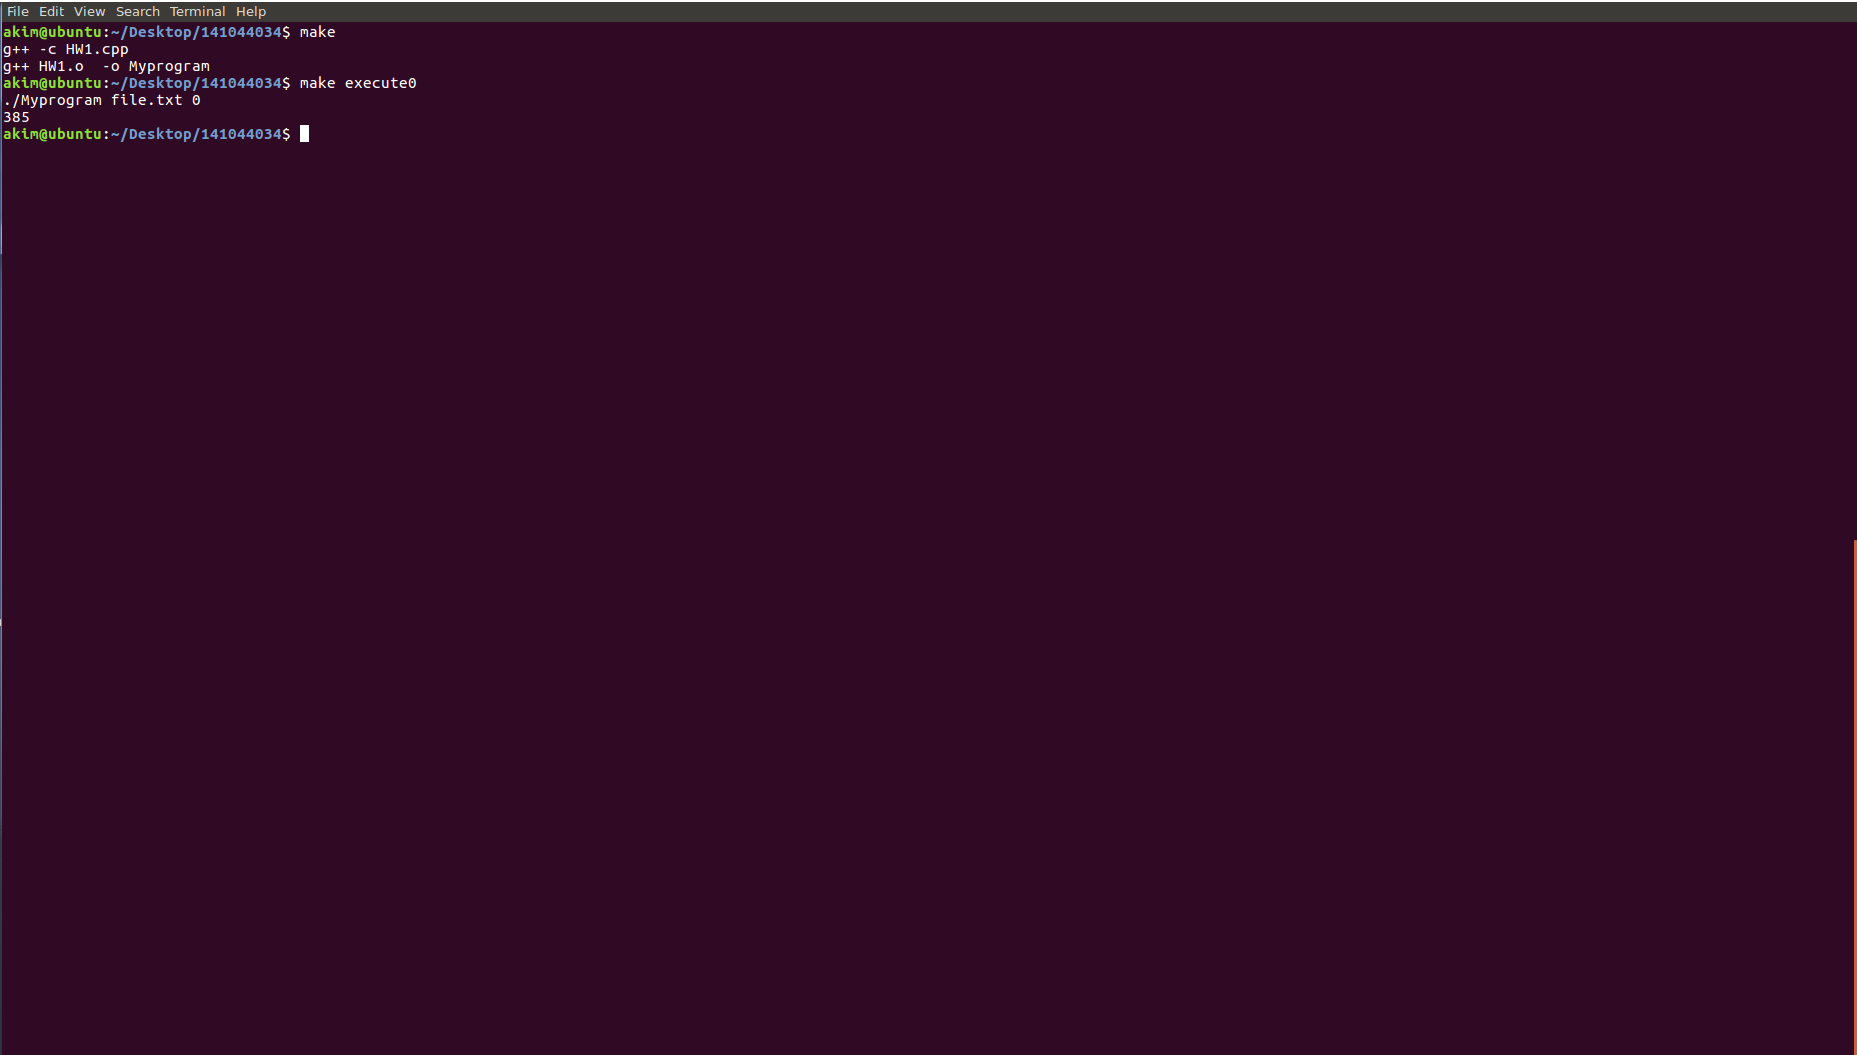 File Edit View Search Terminal Help
akim@ubuntu:~/Desktop/141044034$ make
g++ -c HW1.cpp
g++ HW1.o  -o Myprogram
akim@ubuntu:~/Desktop/141044034$ make execute0
./Myprogram file.txt 0
385
akim@ubuntu:~/Desktop/141044034$